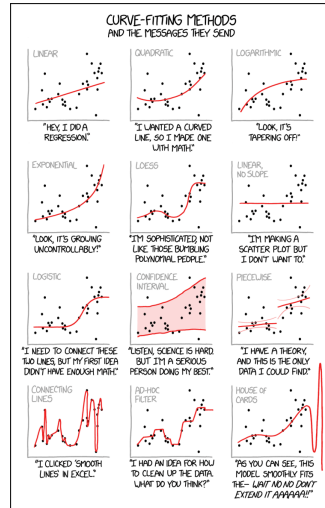 CURVE-FITTING METHODS
AND THE MESSAGES THEY SEND
LINEAR
"HEY, I DID A
REGRESSION."
QUADRATIC
"I WANTED A CURVED
LINE, SO I MADE ONE
WITH MATH."
LOGARITHMIC
"LOOK, IT'S
TAPERING OFF!"
EXPONENTIAL
"LOOK, IT'S GROWING
UNCONTROLLABLY!"
LOESS
"I'M SOPHISTICATED, NOT
LIKE THOSE BUMBLING
POLYNOMIAL PEOPLE."
LINEAR,
NO SLOPE
"I'M MAKING A
SCATTER PLOT BUT
I DON'T WANT TO."
LOGISTIC
"I NEED TO CONNECT THESE
TWO LINES, BUT MY FIRST IDEA
DIDN'T HAVE ENOUGH MATH."
CONFIDENCE
INTERVAL
"LISTEN, SCIENCE IS HARD.
BUT I'M A SERIOUS
PERSON DOING MY BEST."
PIECEWISE
"I HAVE A THEORY,
AND THIS IS THE ONLY
DATA I COULD FIND."
CONNECTING
LINES
"I CLICKED 'SMOOTH
LINES' IN EXCEL."
AD-HOC
FILTER
"I HAD AN IDEA FOR HOW
TO CLEAN UP THE DATA.
WHAT DO YOU THINK?"
HOUSE OF
CARDS
"AS YOU CAN SEE, THIS
MODEL SMOOTHLY FITS
THE- WAIT NO NO DON'T
EXTEND IT AAAAAA!!"